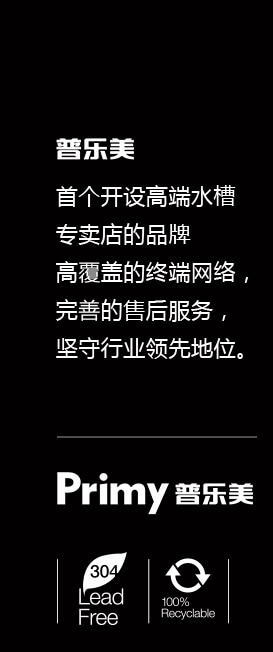 普乐美
首个开设高端水槽
专卖店的品牌
高覆盖的终端网络，
完善的售后服务，
坚守行业领先地位。
Primy 普乐美
304
Lead
Free
100%
Recyclable